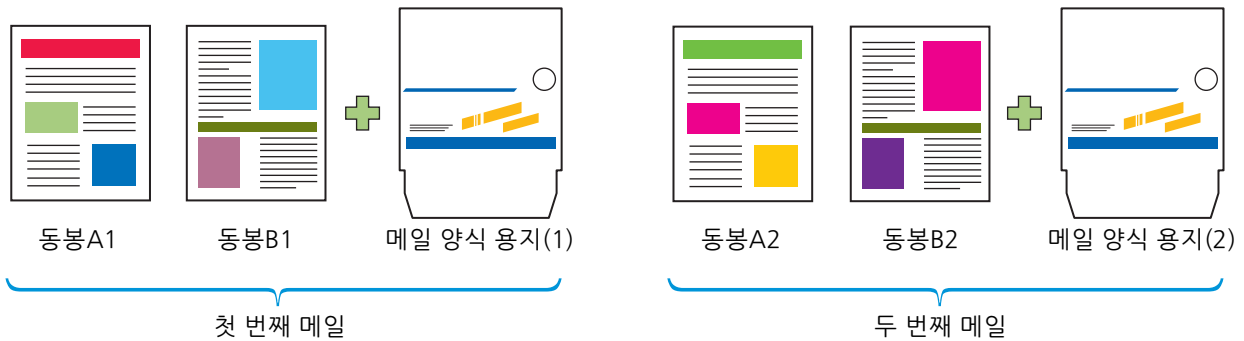 동봉A1
동봉B1
메일 양식 용지(1)
첫 번째 메일
동봉A2
동봉B2
메일 양식 용지(2)
두 번째 메일